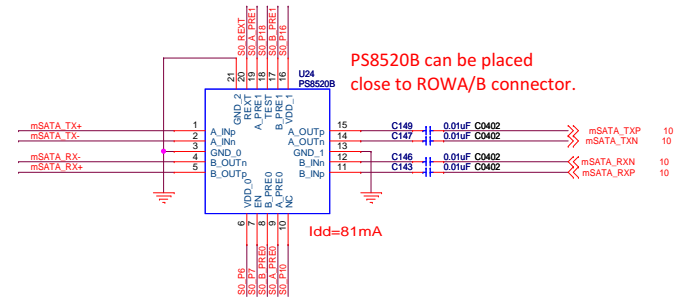 S0_REXT
S0_A_PRE1
S0_P18
S0_B_PRE1
S0_P16
PS8520B can be placed
close to ROWA/B connector.
U24
PS8520B
21
20
19
18
17
16
GND_2
REXT
A_PRE1
TEST
B_PRE1
VDD_1
mSATA_TX+ 1 A_INp A_OUTp 15 C149 0.01uF C0402 mSATA_TXP 10
mSATA_TX- 2 A_INn A_OUTn 14 C147 0.01uF C0402 mSATA_TXN 10
3 GND_0 GND_1 13
mSATA_RX- 4 B_OUTn B_INn 12 C146 0.01uF C0402 mSATA_RXN 10
mSATA_RX+ 5 B_OUTp B_INp 11 C143 0.01uF C0402 mSATA_RXP 10
VDD_0
EN
B_PRE0
A_PRE0
NC
6
7
8
9
10
Idd=81mA
S0_P6
S0_P7
S0_B_PRE0
S0_A_PRE0
S0_P10